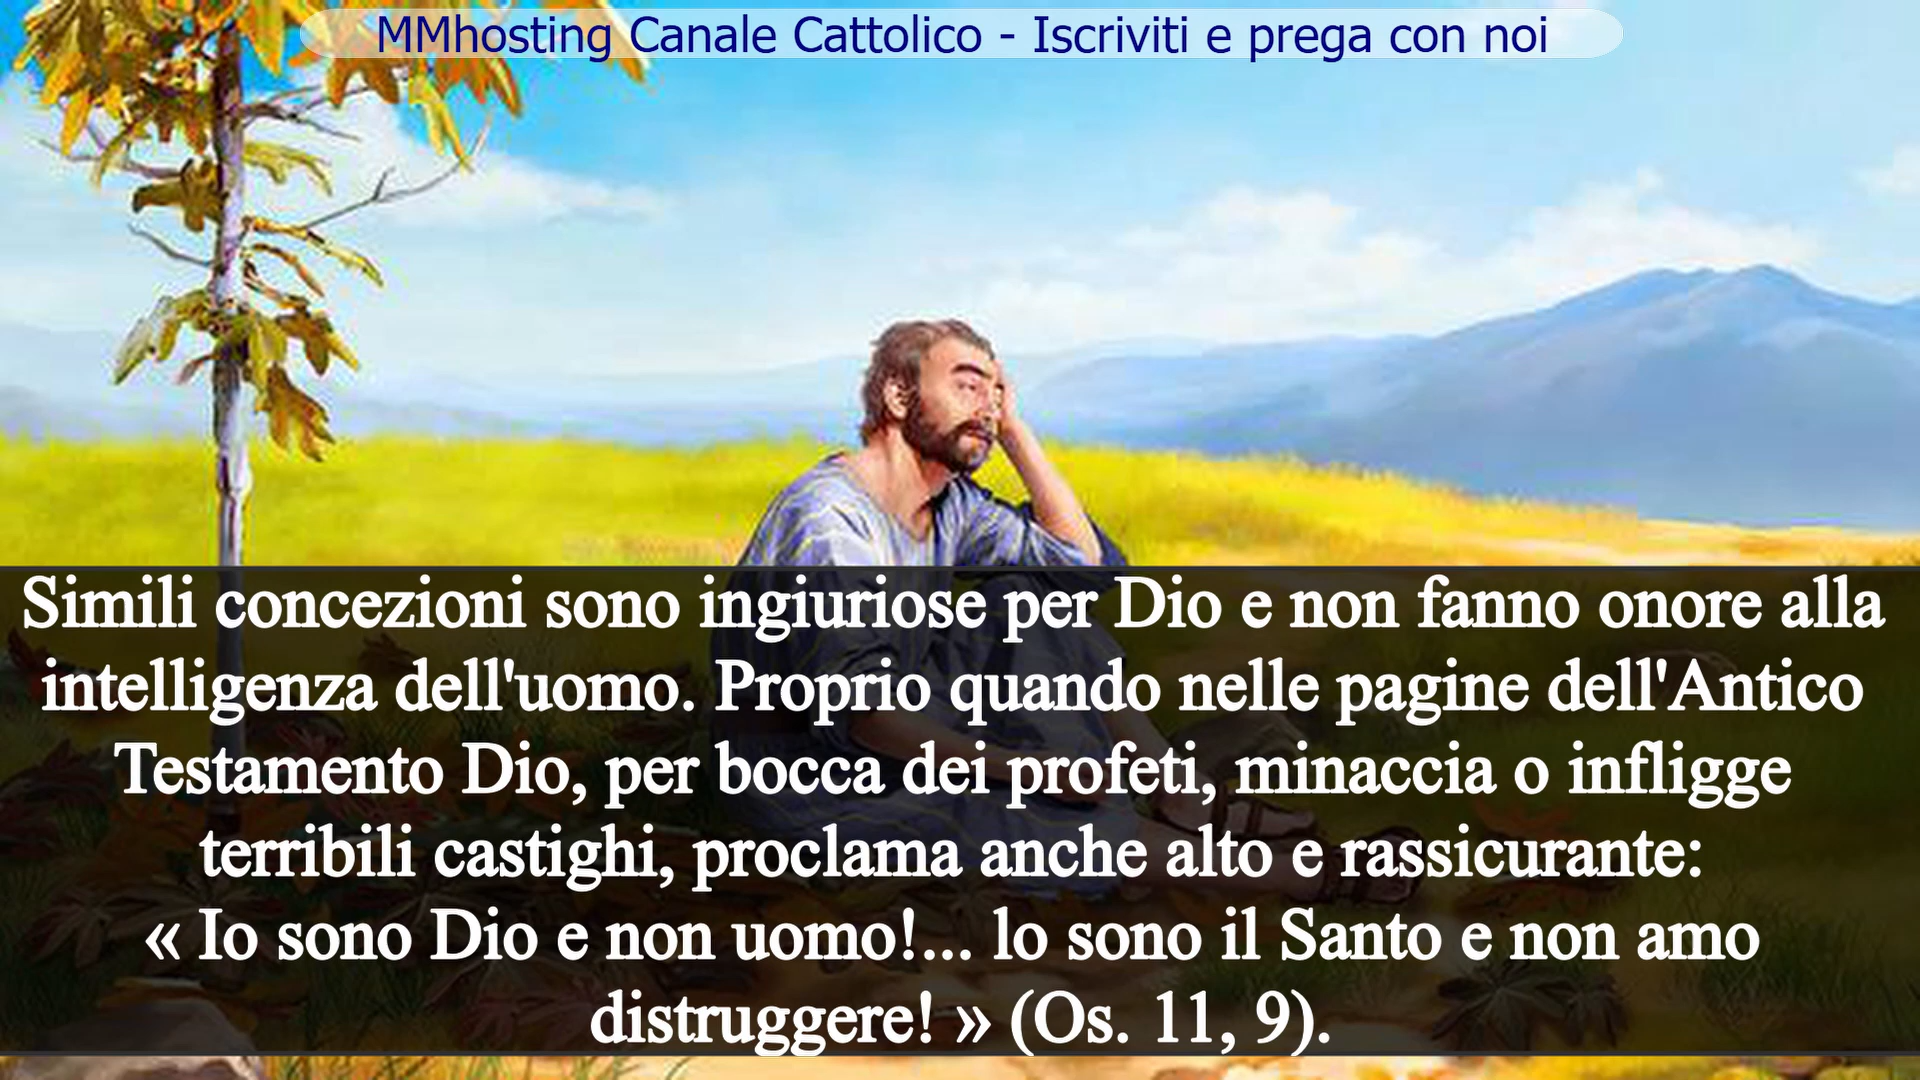 MMhosting Canale Cattolico - Iscriviti e prega con noi
Simili concezioni sono ingiuriose per Dio e non fanno onore alla
intelligenza dell'uomo. Proprio quando nelle pagine dell'Antico
Testamento Dio, per bocca dei profeti, minaccia o infligge
terribili castighi, proclama anche alto e rassicurante:
« Io sono Dio e non uomo!... lo sono il Santo e non amo
distruggere! » (Os. 11, 9).